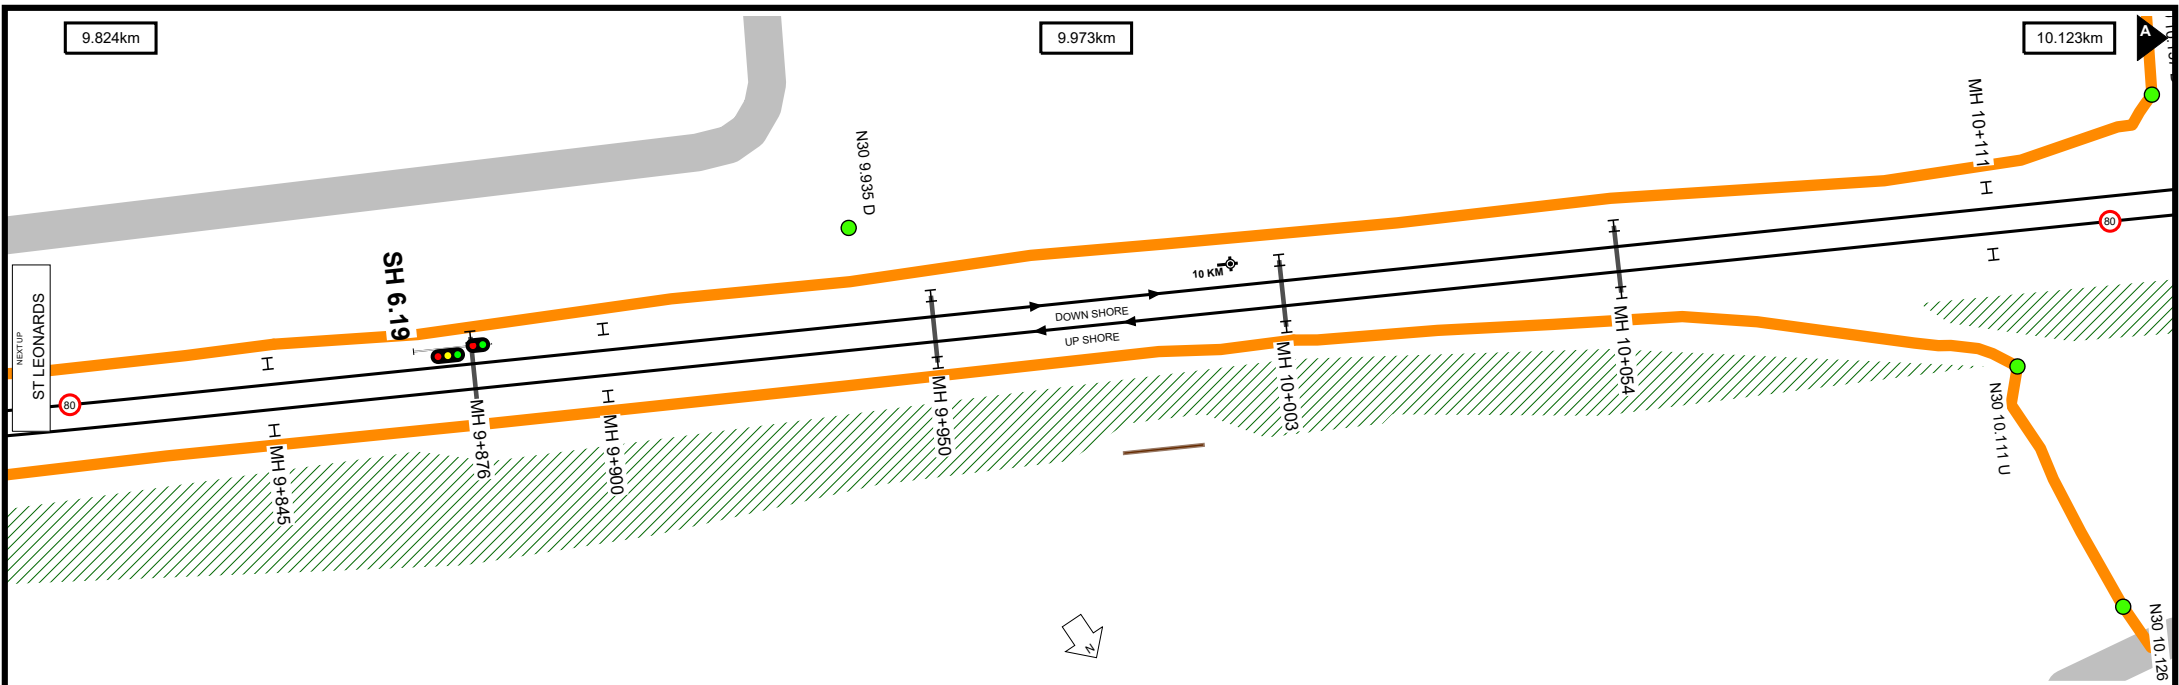 9.824km
9.973km
10.123km
A
MH 10+111
N30 9.935 D
80
SH 6.19
10 KM
DOWN SHORE
UP SHORE
NEXT UP
ST LEONARDS
80
MH 9+845
MH 9+876
MH 9+900
MH 9+950
MH 10+003
MH 10+054
N30 10.111 U
N30 10.126
N